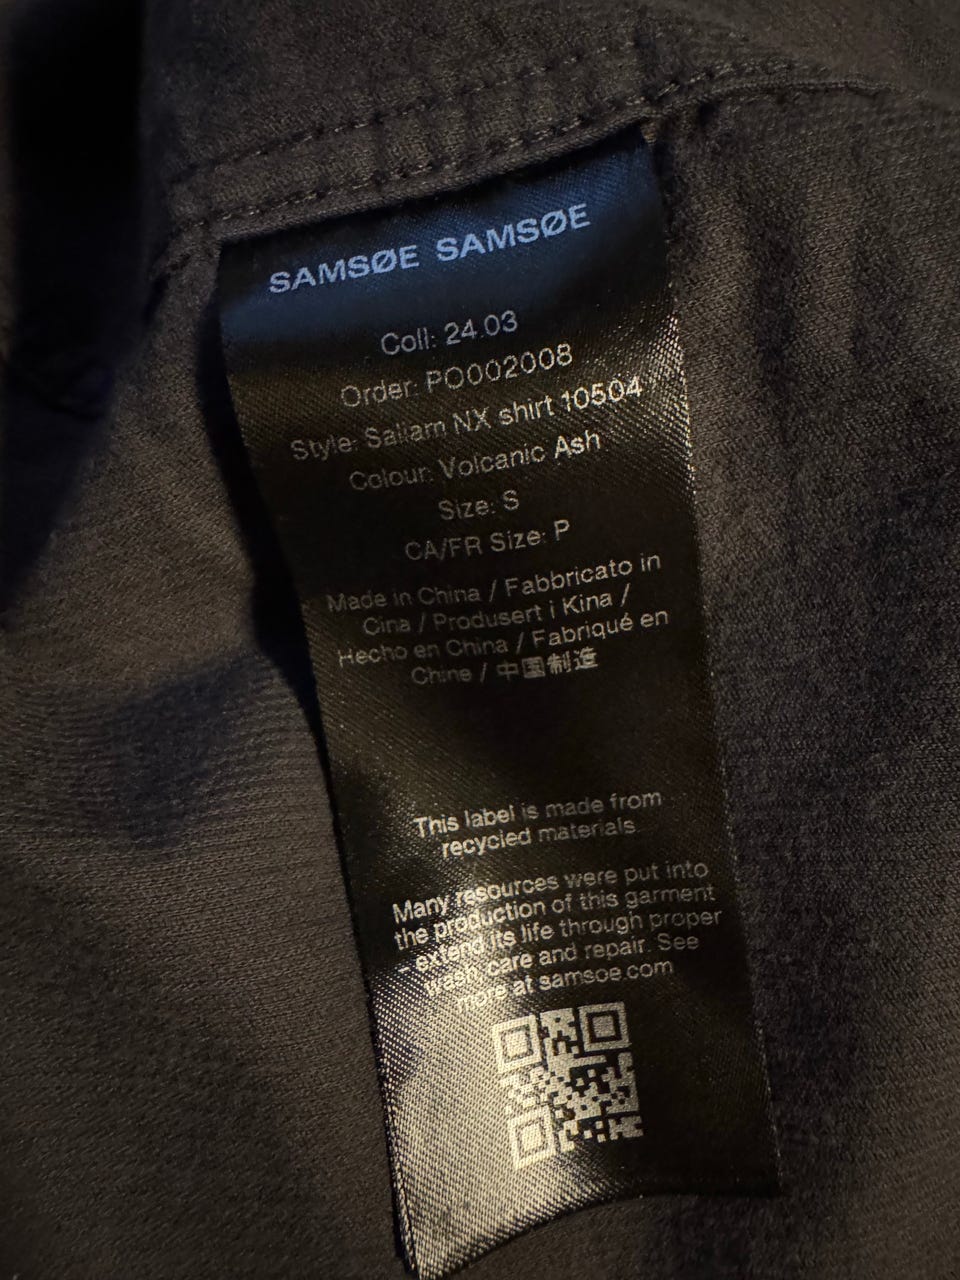 SAMSØE SAMSØE
Coll: 24.03
Order: PO002008
Style: Saliam NX shirt 10504
Colour: Volcanic Ash
Size: S
CA/FR Size: P
Made in China / Fabbricato in
Cina / Produsert i Kina /
Hecho en China / Fabriqué en
Chine / 中国制造
This label is made from
recycled materials
Many resources were put into
the production of this garment
- extend its life through proper
wash, care and repair. See
more at samsoe.com